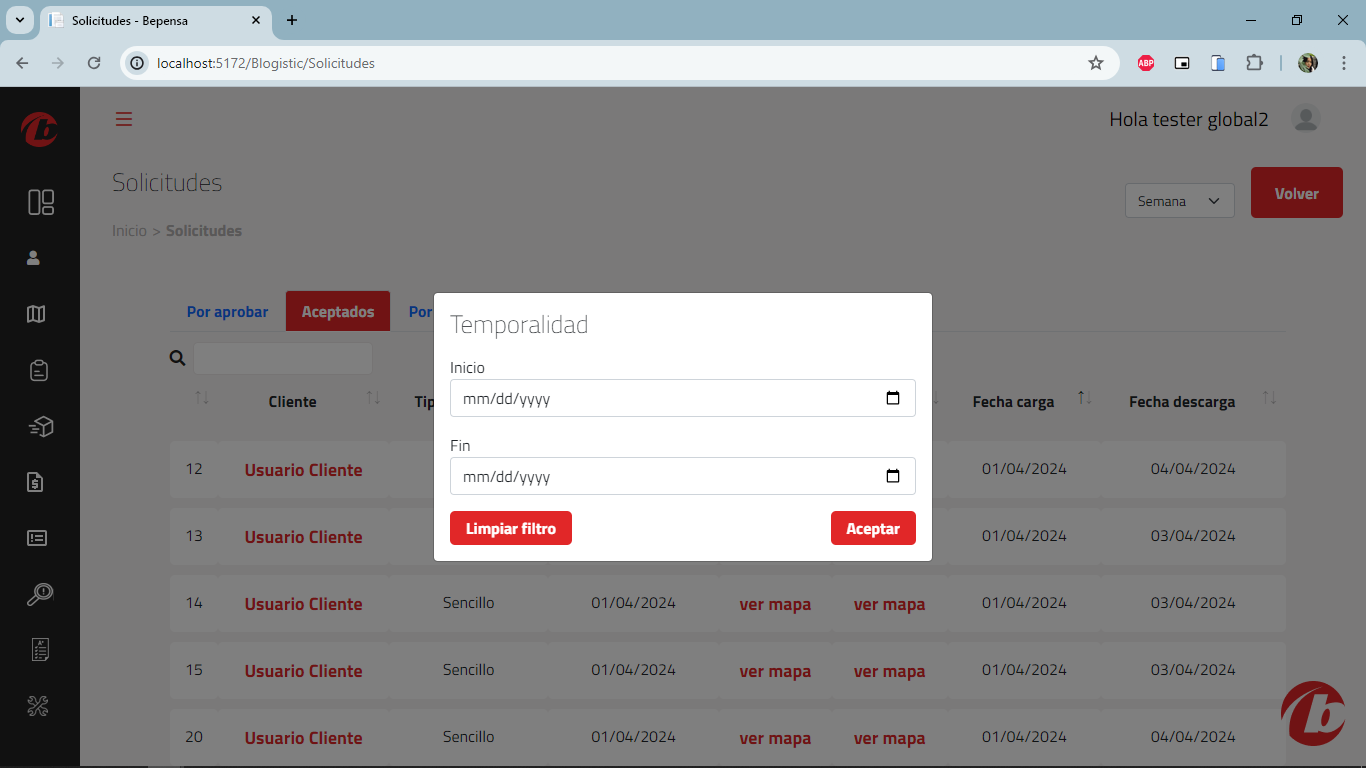 Solicitudes - Bepensa
localhost:5172/Blogistic/Solicitudes
ABP
Hola tester global2
Solicitudes
Semana
Volver
Inicio > Solicitudes
Por aprobar
Aceptados
Por
Temporalidad
Inicio
mm/dd/yyyy
Fin
mm/dd/yyyy
Limpiar filtro
Aceptar
Cliente Tip Fecha carga Fecha descarga
12 Usuario Cliente 01/04/2024 04/04/2024
13 Usuario Cliente 01/04/2024 03/04/2024
14 Usuario Cliente Sencillo 01/04/2024 ver mapa ver mapa 01/04/2024 03/04/2024
15 Usuario Cliente Sencillo 01/04/2024 ver mapa ver mapa 01/04/2024 03/04/2024
20 Usuario Cliente Sencillo 01/04/2024 ver mapa ver mapa 01/04/2024 04/04/2024